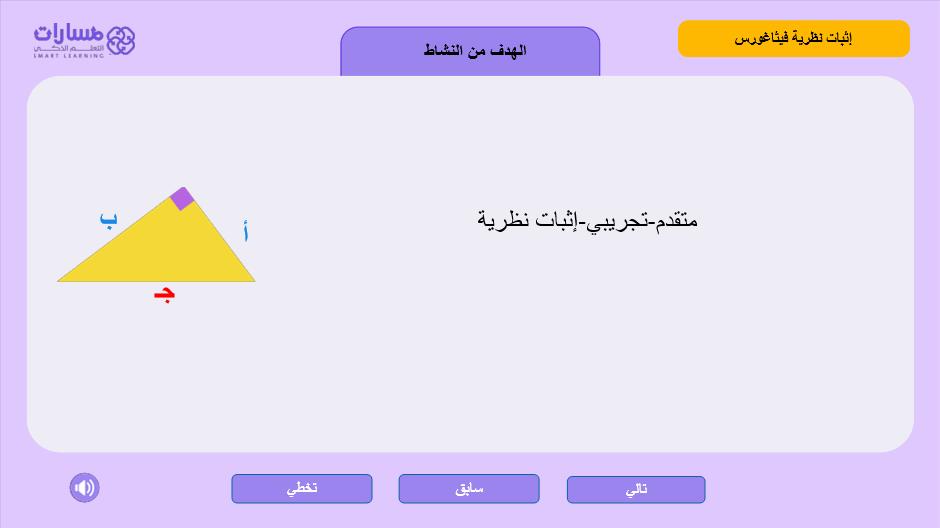 إثبات نظرية فيثاغورس
الهدف من النشاط
مسارات
التعلم الذكي
SMART LEARNING
متقدم-تجريبي-إثبات نظرية
ب
أ
جـ
تالي
سابق
تخطي